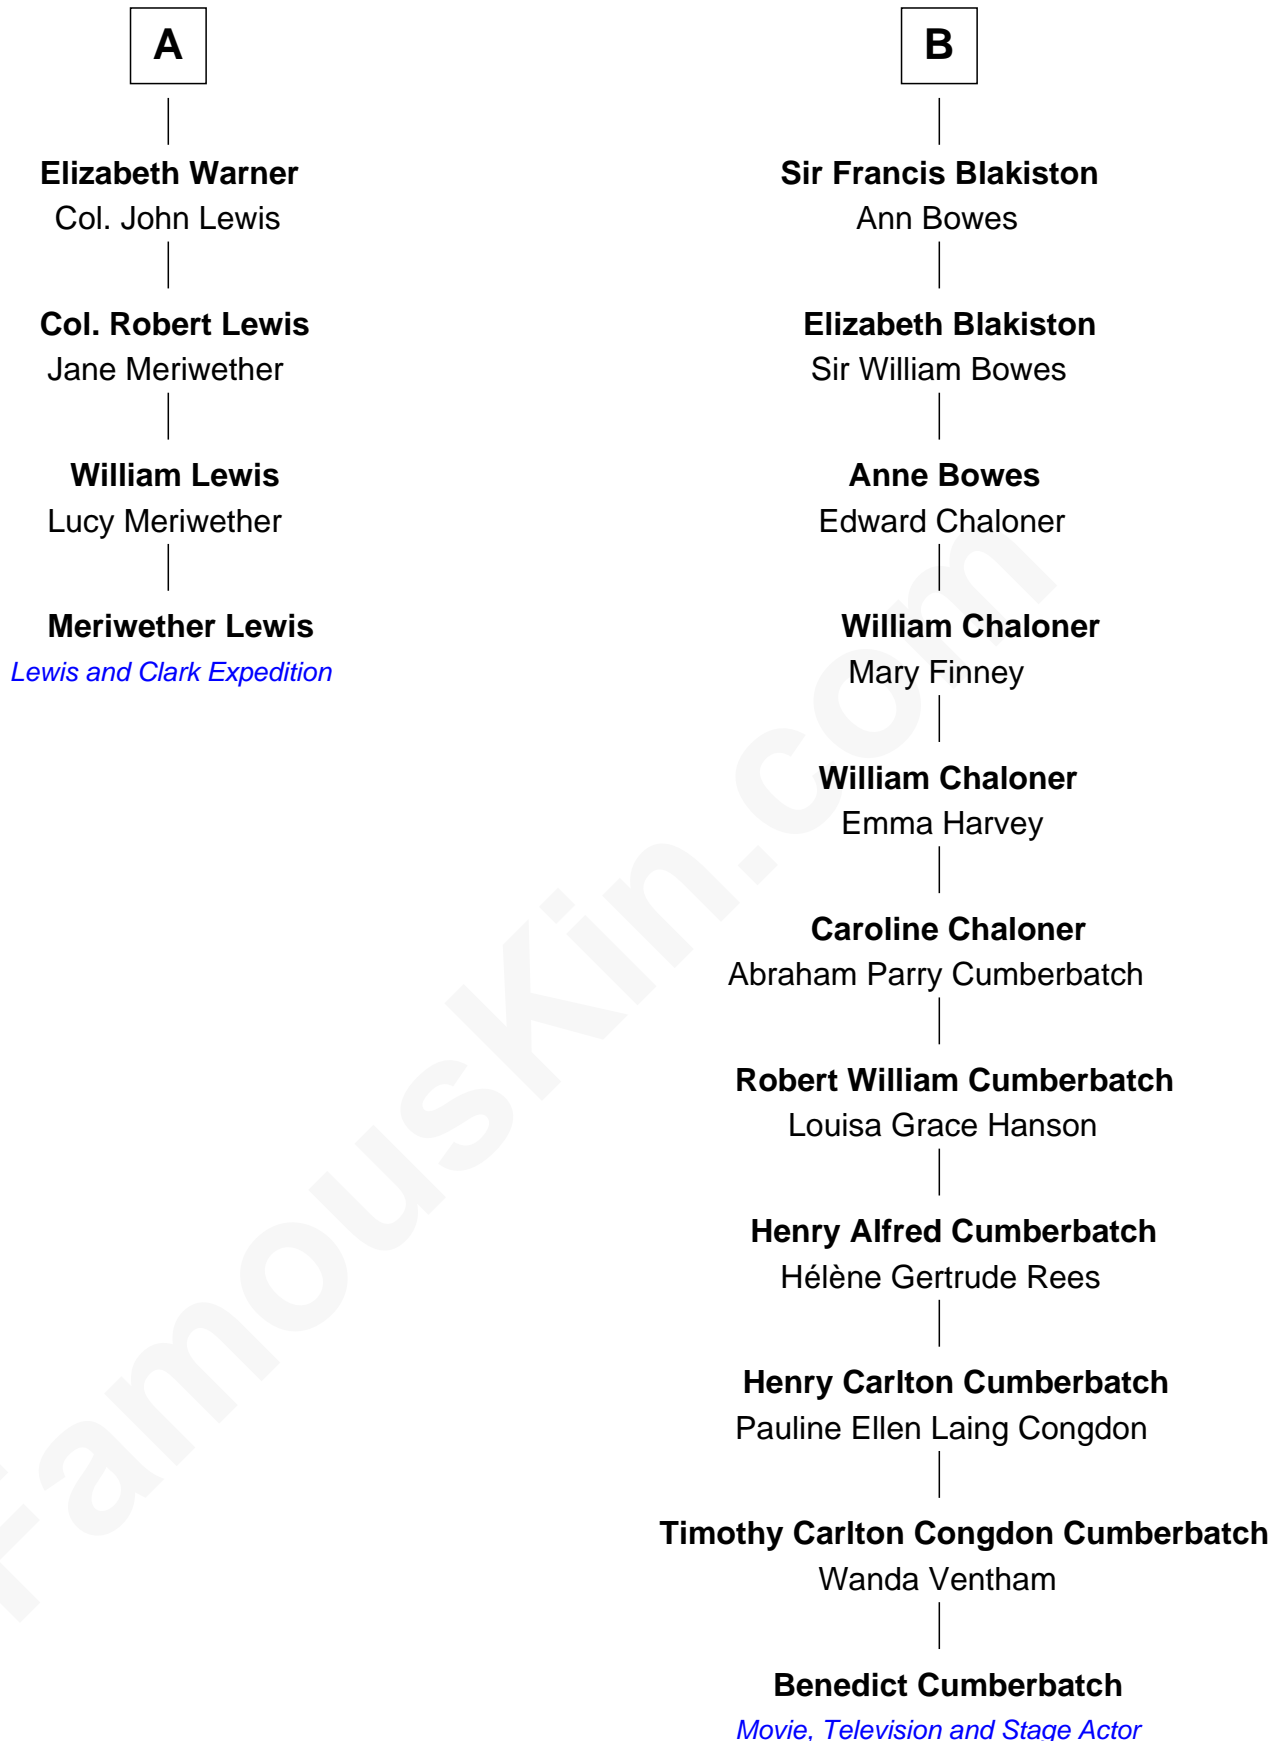 A
Elizabeth Warner
Col. John Lewis
Col. Robert Lewis
Jane Meriwether
William Lewis
Lucy Meriwether
Meriwether Lewis
Lewis and Clark Expedition
B
Sir Francis Blakiston
Ann Bowes
Elizabeth Blakiston
Sir William Bowes
Anne Bowes
Edward Chaloner
William Chaloner
Mary Finney
William Chaloner
Emma Harvey
Caroline Chaloner
Abraham Parry Cumberbatch
Robert William Cumberbatch
Louisa Grace Hanson
Henry Alfred Cumberbatch
Hélène Gertrude Rees
Henry Carlton Cumberbatch
Pauline Ellen Laing Congdon
Timothy Carlton Congdon Cumberbatch
Wanda Ventham
Benedict Cumberbatch
Movie, Television and Stage Actor
FamousKin.com